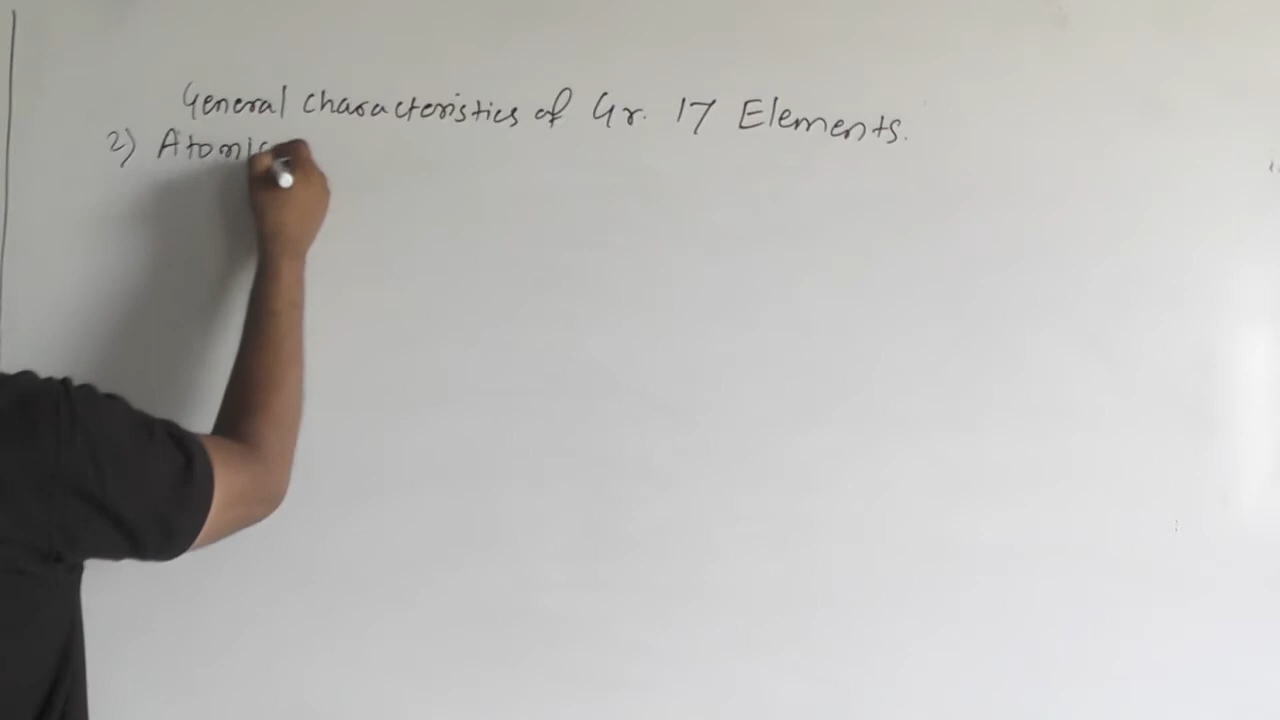 General characteristics of Gr. 17 Elements.
2) Atomic